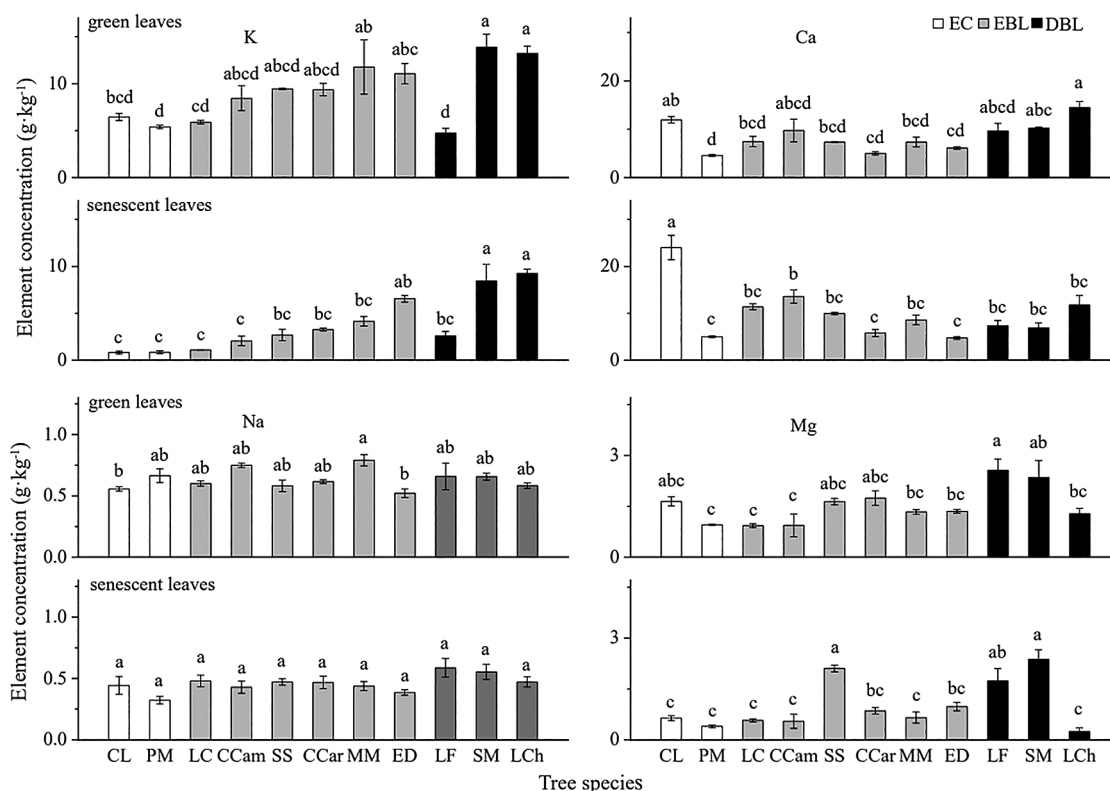 green leaves
K
Element concentration (g·kg⁻¹)
10
0
bcd d cd abcd abcd abcd ab abc d a a
senescent leaves
10
0
c c c c bc bc bc ab bc a a
Ca
EC EBL DBL
20
0
ab d bcd abcd bcd cd bcd cd abcd abc a
20
0
a c bc b bc c bc c bc bc bc
green leaves
Na
Element concentration (g·kg⁻¹)
1.0
0.5
0.0
b ab ab ab ab ab a b ab ab ab
senescent leaves
1.0
0.5
0.0
a a a a a a a a a a a
CL PM LC CCam SS CCar MM ED LF SM LCh
Mg
3
0
abc c c c abc abc bc bc a ab bc
3
0
c c c c a bc c bc ab a c
CL PM LC CCam SS CCar MM ED LF SM LCh
Tree species